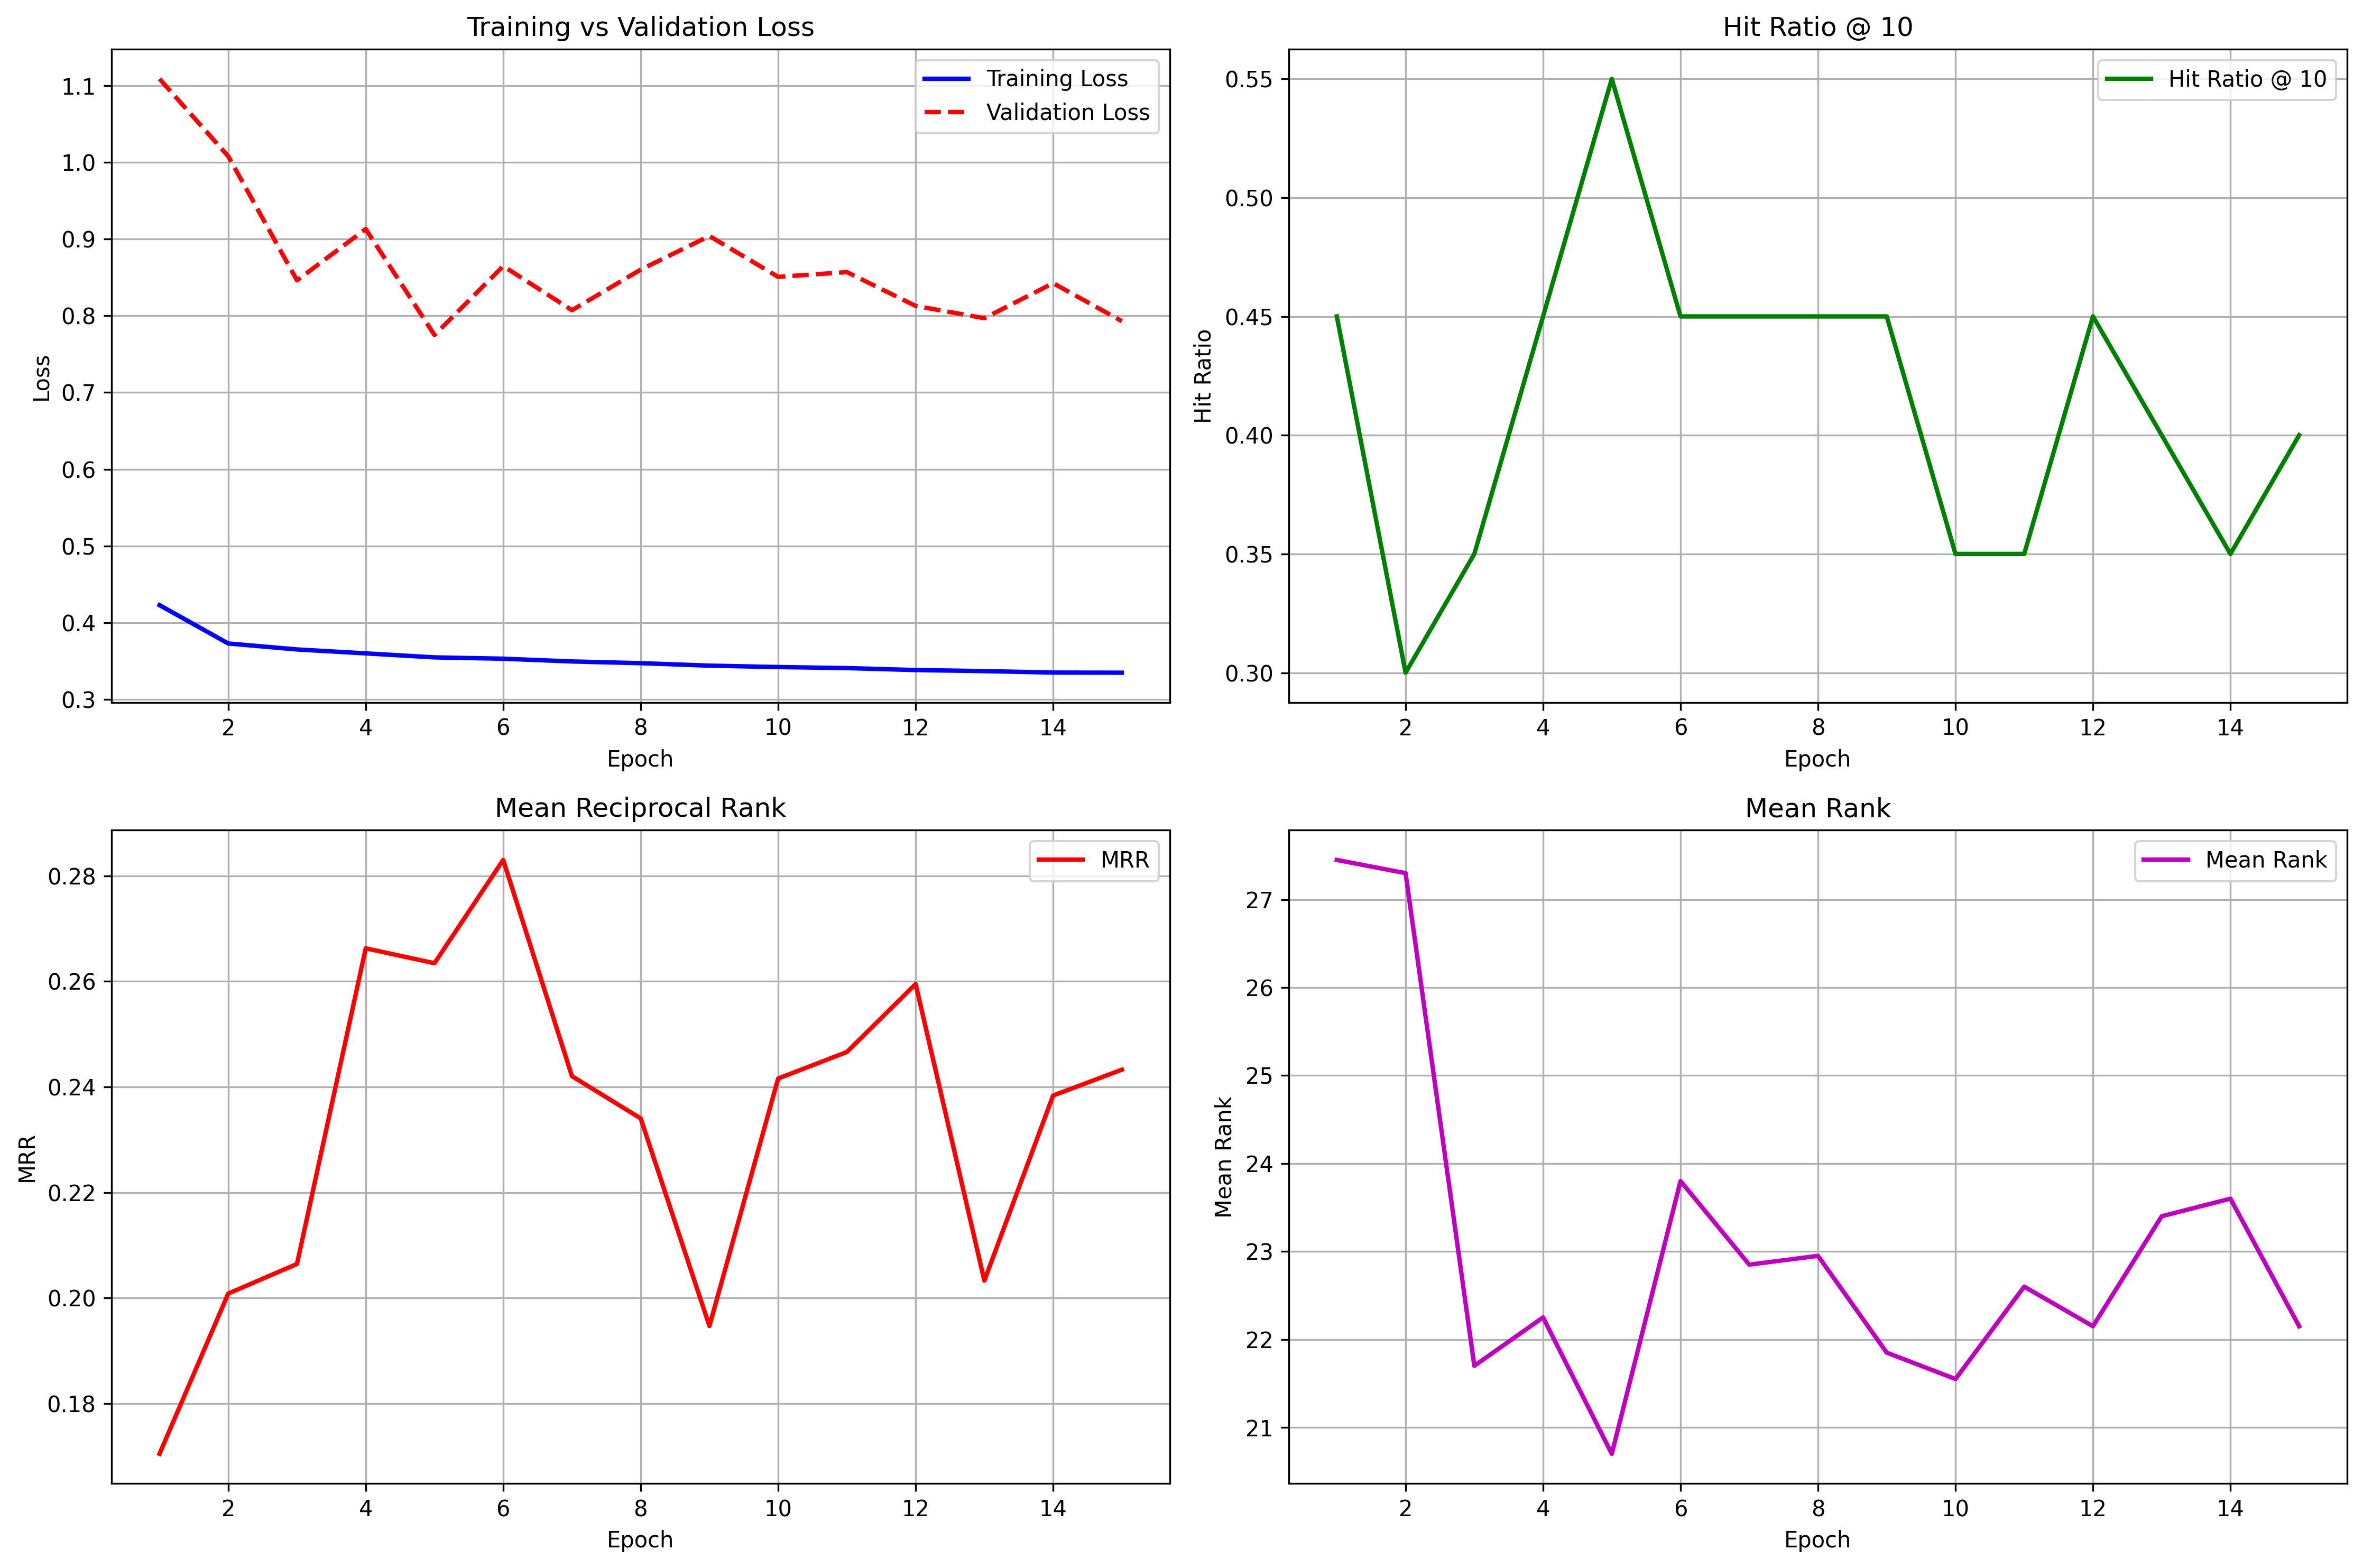 Training vs Validation Loss
Training Loss
Validation Loss
1.1
1.0
0.9
0.8
0.7
0.6
0.5
0.4
0.3
Loss
2 4 6 8 10 12 14
Epoch
Hit Ratio @ 10
Hit Ratio @ 10
0.55
0.50
0.45
0.40
0.35
0.30
Hit Ratio
2 4 6 8 10 12 14
Epoch
Mean Reciprocal Rank
MRR
0.28
0.26
0.24
0.22
0.20
0.18
MRR
2 4 6 8 10 12 14
Epoch
Mean Rank
Mean Rank
27
26
25
24
23
22
21
Mean Rank
2 4 6 8 10 12 14
Epoch